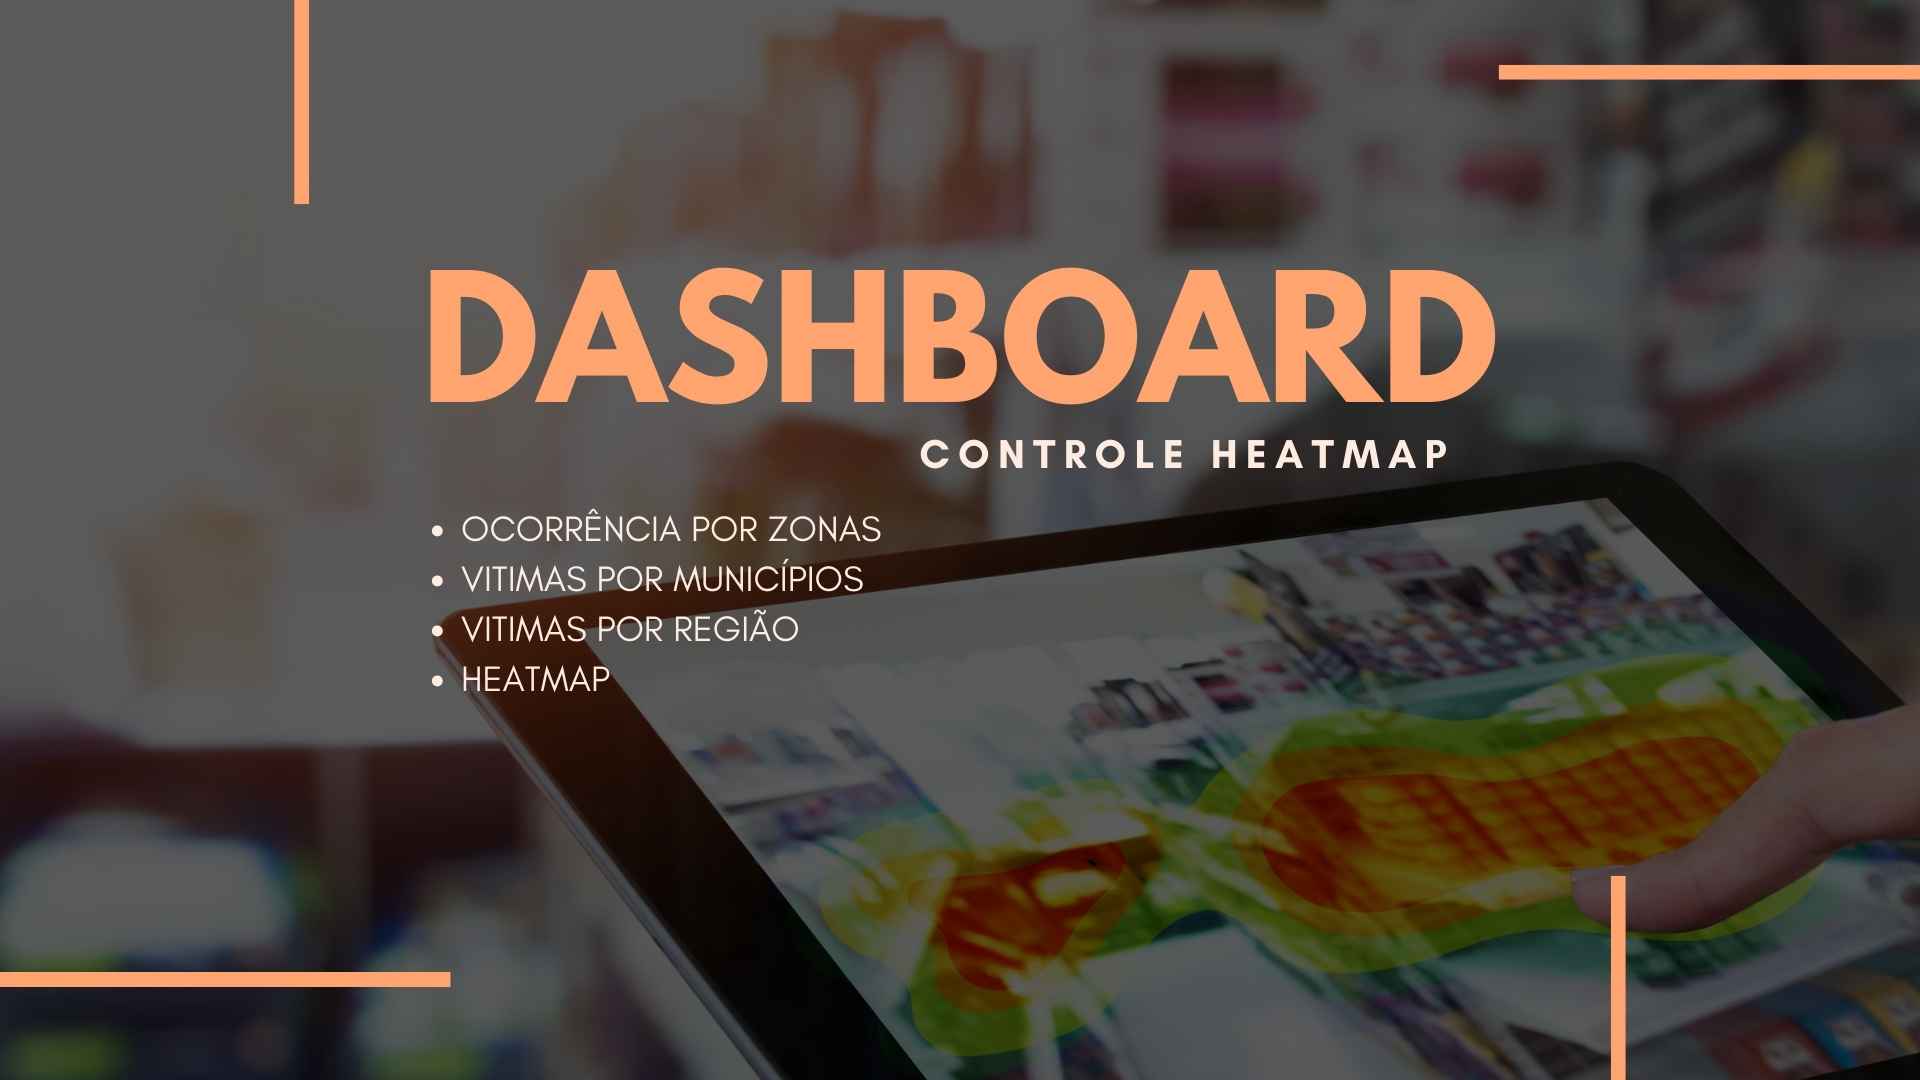 DASHBOARD
CONTROLE HEATMAP
• OCORRÊNCIA POR ZONAS
• VITIMAS POR MUNICÍPIOS
• VITIMAS POR REGIÃO
• HEATMAP